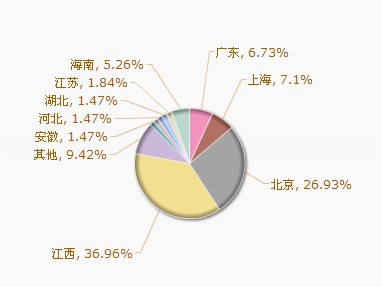 广东, 6.73%
海南, 5.26%
上海, 7.1%
江苏, 1.84%
湖北, 1.47%
河北, 1.47%
安徽, 1.47%
其他, 9.42%
北京, 26.93%
江西, 36.96%